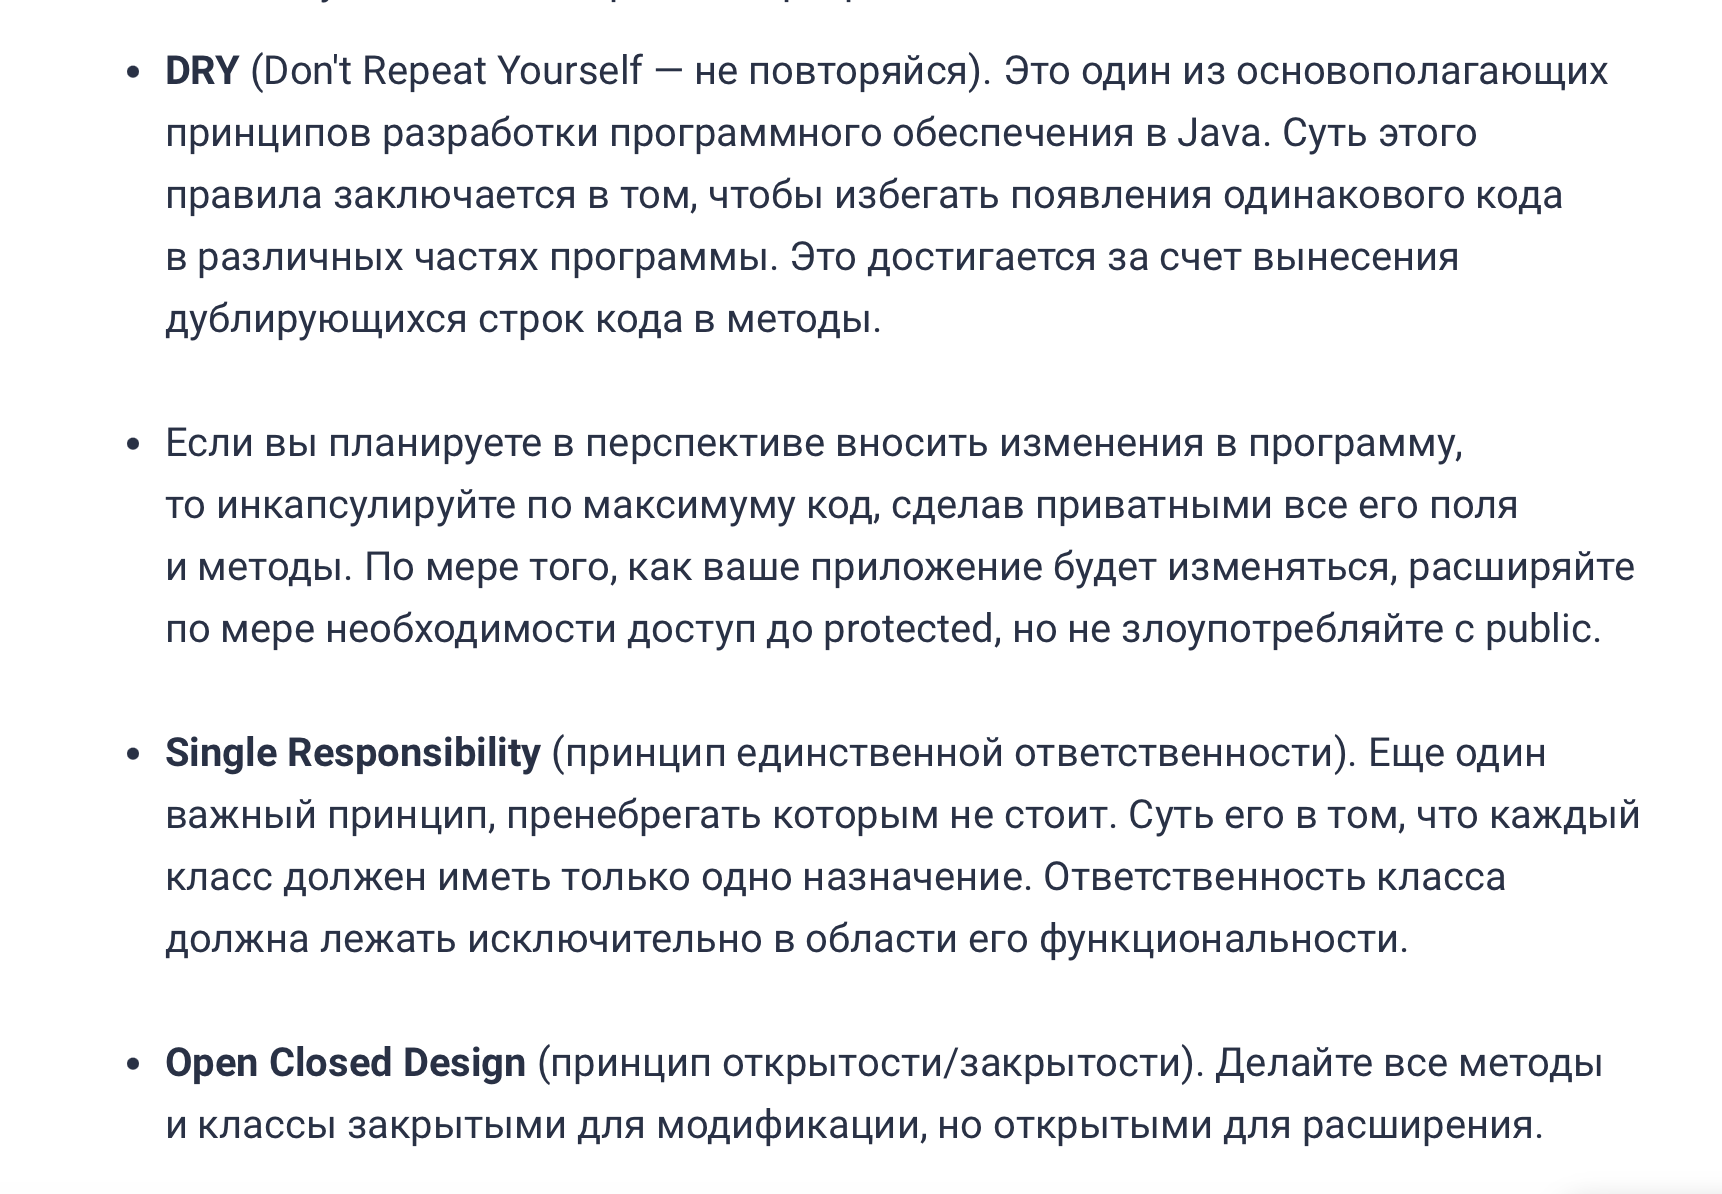 • DRY (Don't Repeat Yourself — не повторяйся). Это один из основополагающих
принципов разработки программного обеспечения в Java. Суть этого
правила заключается в том, чтобы избегать появления одинакового кода
в различных частях программы. Это достигается за счет вынесения
дублирующихся строк кода в методы.
• Если вы планируете в перспективе вносить изменения в программу,
то инкапсулируйте по максимуму код, сделав приватными все его поля
и методы. По мере того, как ваше приложение будет изменяться, расширяйте
по мере необходимости доступ до protected, но не злоупотребляйте с public.
• Single Responsibility (принцип единственной ответственности). Еще один
важный принцип, пренебрегать которым не стоит. Суть его в том, что каждый
класс должен иметь только одно назначение. Ответственность класса
должна лежать исключительно в области его функциональности.
• Open Closed Design (принцип открытости/закрытости). Делайте все методы
и классы закрытыми для модификации, но открытыми для расширения.